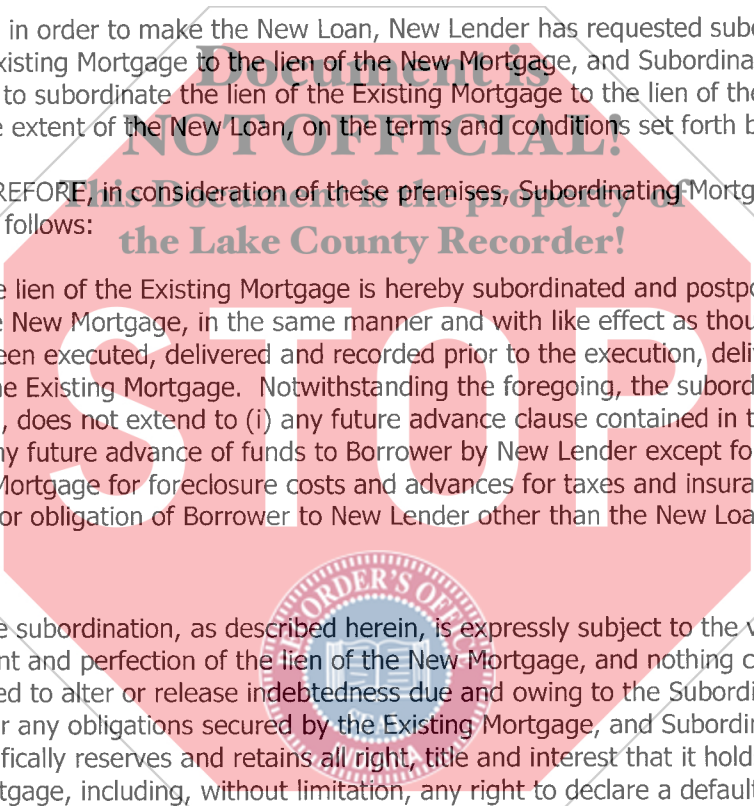 in order to make the New Loan, New Lender has requested subo
xisting Mortgage to the lien of the New Mortgage, and Subordina
Document is
to subordinate the lien of the Existing Mortgage to the lien of the
e extent of the New Loan, on the terms and conditions set forth b
NOT OFFICIAL!
REFORE, in consideration of these premises, Subordinating Mortg
This Document is the property of
follows:
the Lake County Recorder!
e lien of the Existing Mortgage is hereby subordinated and postpo
e New Mortgage, in the same manner and with like effect as thou
een executed, delivered and recorded prior to the execution, deli
he Existing Mortgage. Notwithstanding the foregoing, the subord
, does not extend to (i) any future advance clause contained in t
ny future advance of funds to Borrower by New Lender except fo
STOP
Mortgage for foreclosure costs and advances for taxes and insura
or obligation of Borrower to New Lender other than the New Loa
ORDER'S OFFICE
e subordination, as described herein, is expressly subject to the v
nt and perfection of the lien of the New Mortgage, and nothing c
ed to alter or release indebtedness due and owing to the Subordi
r any obligations secured by the Existing Mortgage, and Subordin
ifically reserves and retains all right, title and interest that it hold
tgage, including, without limitation, any right to declare a default